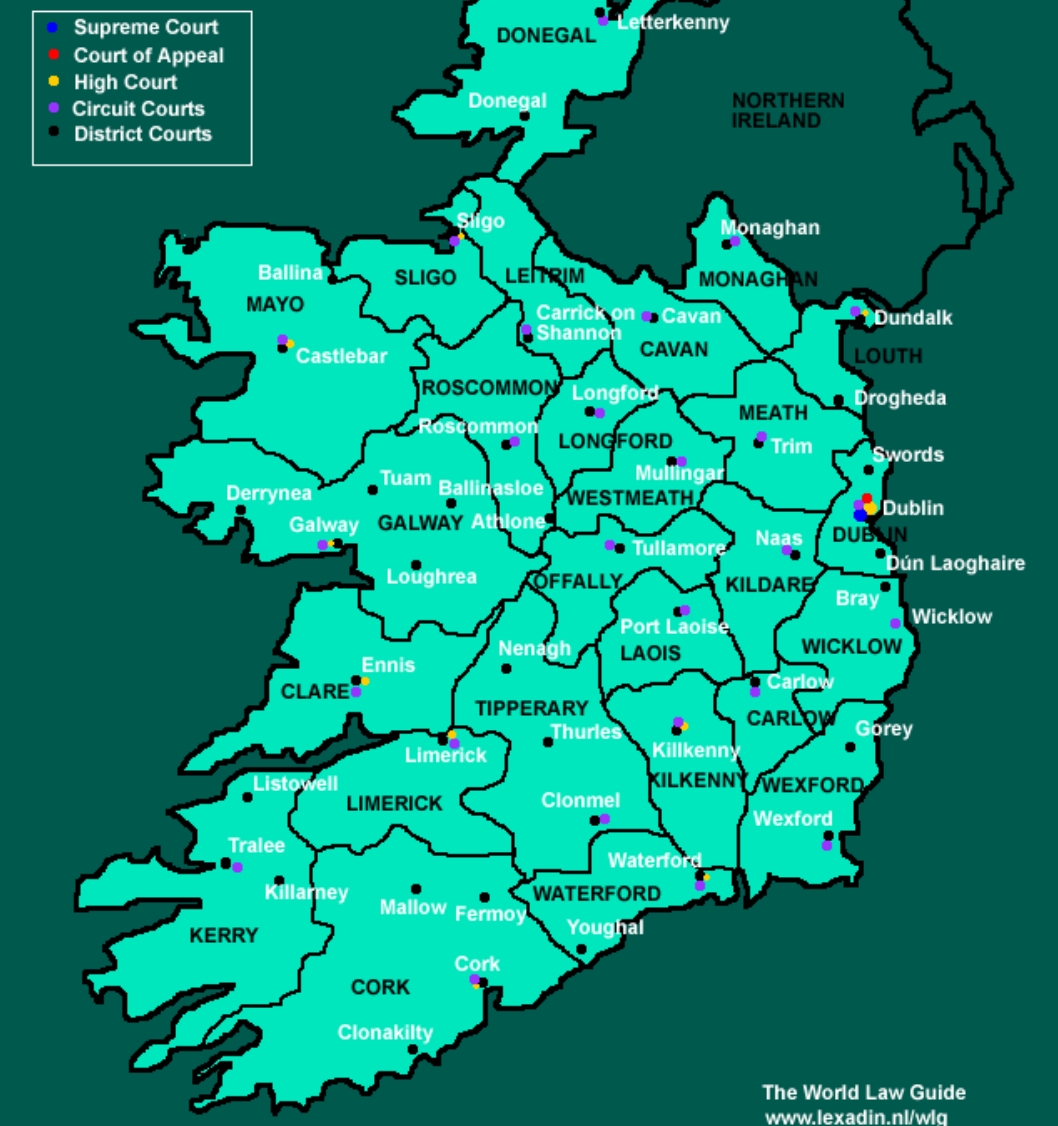 Supreme Court
Court of Appeal
High Court
Circuit Courts
District Courts
Letterkenny
DONEGAL
Donegal
NORTHERN
IRELAND
Sligo
Monaghan
Ballina
SLIGO
LEITRIM
MONAGHAN
MAYO
Carrick on
Shannon
Cavan
Dundalk
Castlebar
CAVAN
LOUTH
ROSCOMMON
Longford
Drogheda
MEATH
Roscommon
LONGFORD
Trim
Swords
Mullingar
Tuam
Ballinasloe
Derrynea
WESTMEATH
Dublin
Galway
GALWAY
Athlone
DUBLIN
Naas
Tullamore
Dún Laoghaire
Loughrea
OFFALLY
KILDARE
Bray
Wicklow
Port Laoise
Nenagh
LAOIS
WICKLOW
Ennis
CLARE
Carlow
TIPPERARY
CARLOW
Gorey
Thurles
Killkenny
Limerick
KILKENNY
Listowell
WEXFORD
LIMERICK
Clonmel
Wexford
Tralee
Waterford
Killarney
WATERFORD
Mallow
Fermoy
Youghal
KERRY
Cork
CORK
Clonakilty
The World Law Guide
www.lexadin.nl/wlg